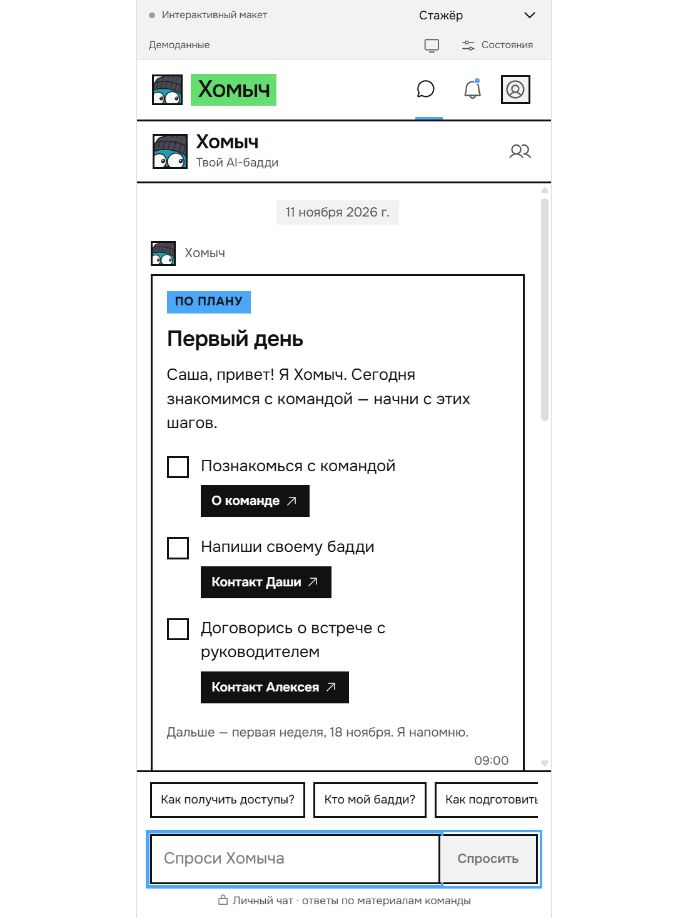 Интерактивный макет
Стажёр
Демоданные
Состояния
Хомыч
Хомыч
Твой AI-бадди
11 ноября 2026 г.
Хомыч
ПО ПЛАНУ
Первый день
Саша, привет! Я Хомыч. Сегодня
знакомимся с командой — начни с этих
шагов.
Познакомься с командой
О команде
Напиши своему бадди
Контакт Даши
Договорись о встрече с
руководителем
Контакт Алексея
Дальше — первая неделя, 18 ноября. Я напомню.
09:00
Как получить доступы?
Кто мой бадди?
Как подготовить
Спроси Хомыча
Спросить
Личный чат · ответы по материалам команды